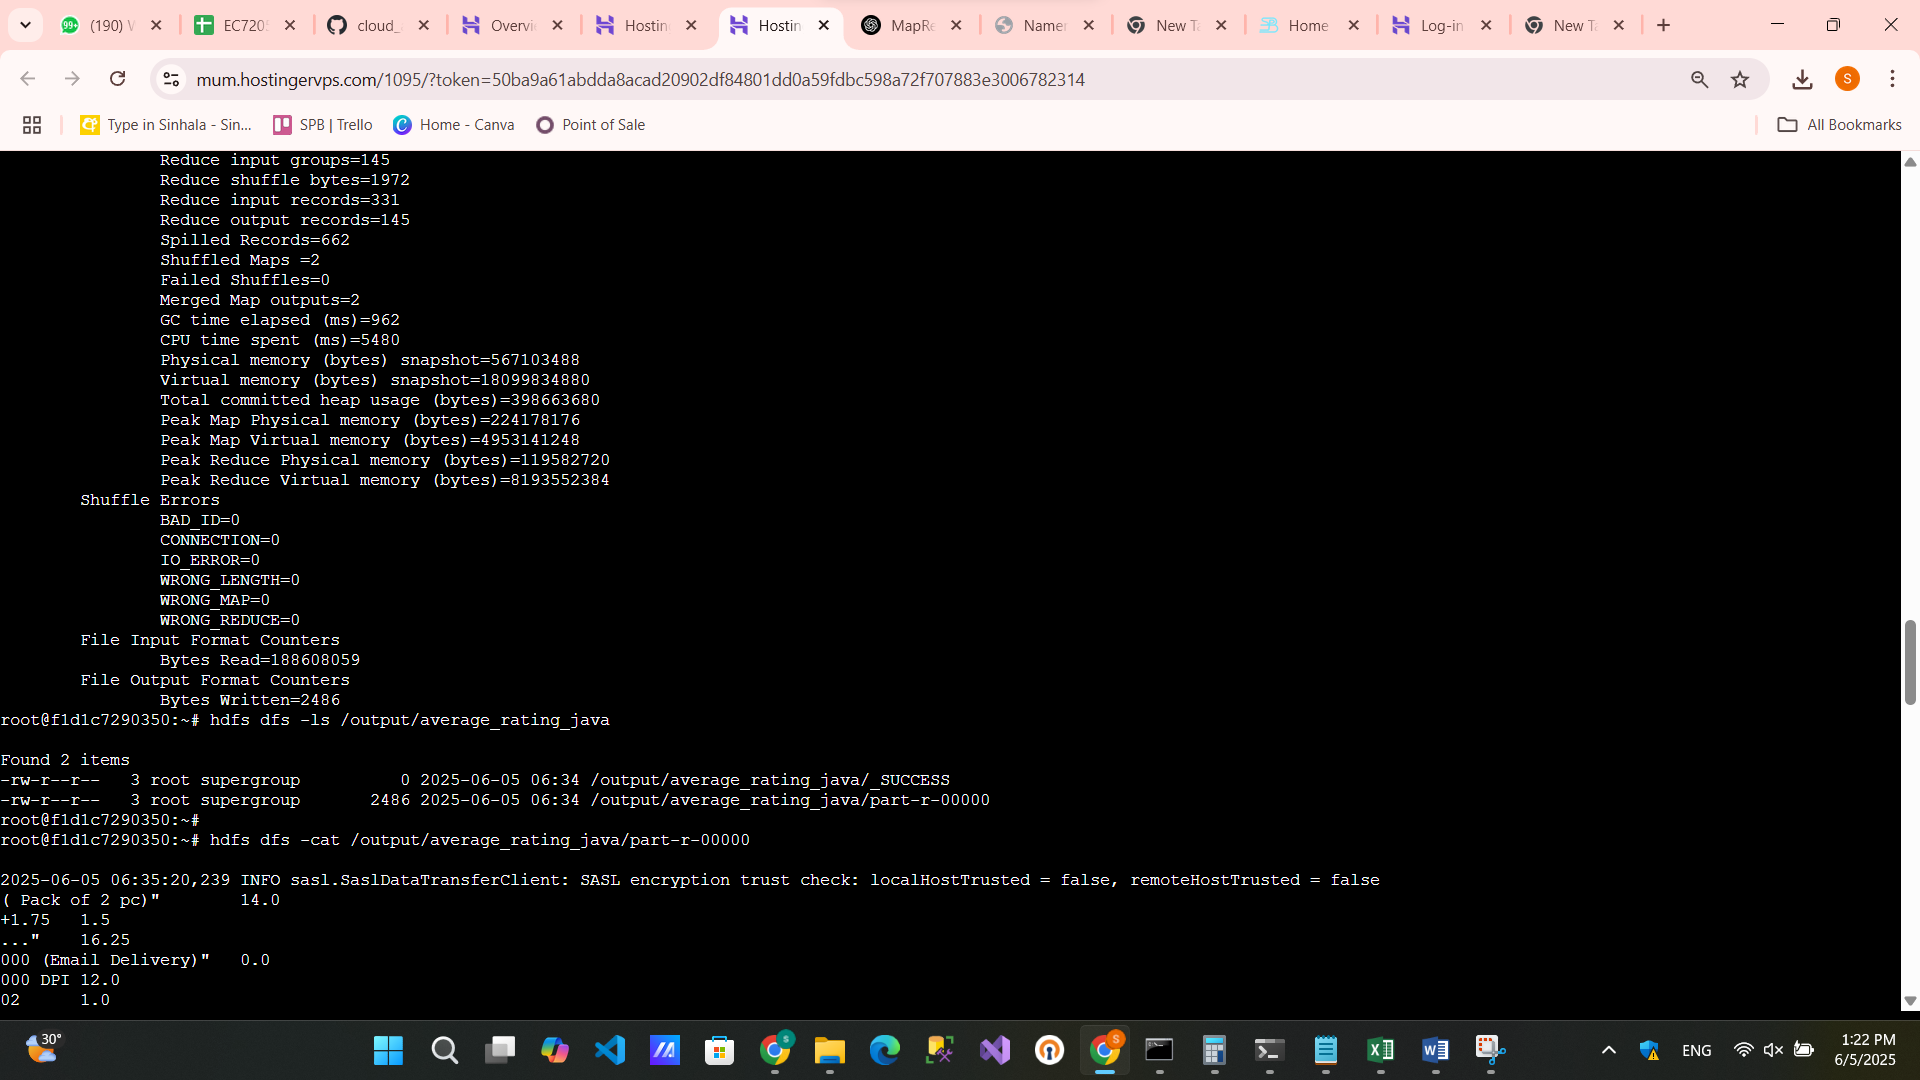 (190) W
EC7205
cloud_
Overvi
Hosting
Hostin
MapRe
Namen
New Ta
Home
Log-in
New Ta
mum.hostingervps.com/1095/?token=50ba9a61abdda8acad20902df84801dd0a59fdbc598a72f707883e3006782314
S
Type in Sinhala - Sin...
SPB | Trello
Home - Canva
Point of Sale
All Bookmarks
Reduce input groups=145
Reduce shuffle bytes=1972
Reduce input records=331
Reduce output records=145
Spilled Records=662
Shuffled Maps =2
Failed Shuffles=0
Merged Map outputs=2
GC time elapsed (ms)=962
CPU time spent (ms)=5480
Physical memory (bytes) snapshot=567103488
Virtual memory (bytes) snapshot=18099834880
Total committed heap usage (bytes)=398663680
Peak Map Physical memory (bytes)=224178176
Peak Map Virtual memory (bytes)=4953141248
Peak Reduce Physical memory (bytes)=119582720
Peak Reduce Virtual memory (bytes)=8193552384
Shuffle Errors
BAD_ID=0
CONNECTION=0
IO_ERROR=0
WRONG_LENGTH=0
WRONG_MAP=0
WRONG_REDUCE=0
File Input Format Counters
Bytes Read=188608059
File Output Format Counters
Bytes Written=2486
root@f1d1c7290350:~# hdfs dfs -ls /output/average_rating_java
Found 2 items
-rw-r--r--   3 root supergroup          0 2025-06-05 06:34 /output/average_rating_java/_SUCCESS
-rw-r--r--   3 root supergroup       2486 2025-06-05 06:34 /output/average_rating_java/part-r-00000
root@f1d1c7290350:~#
root@f1d1c7290350:~# hdfs dfs -cat /output/average_rating_java/part-r-00000
2025-06-05 06:35:20,239 INFO sasl.SaslDataTransferClient: SASL encryption trust check: localHostTrusted = false, remoteHostTrusted = false
( Pack of 2 pc)"        14.0
+1.75   1.5
..."    16.25
000 (Email Delivery)"   0.0
000 DPI 12.0
02      1.0
30°
ENG
1:22 PM
6/5/2025